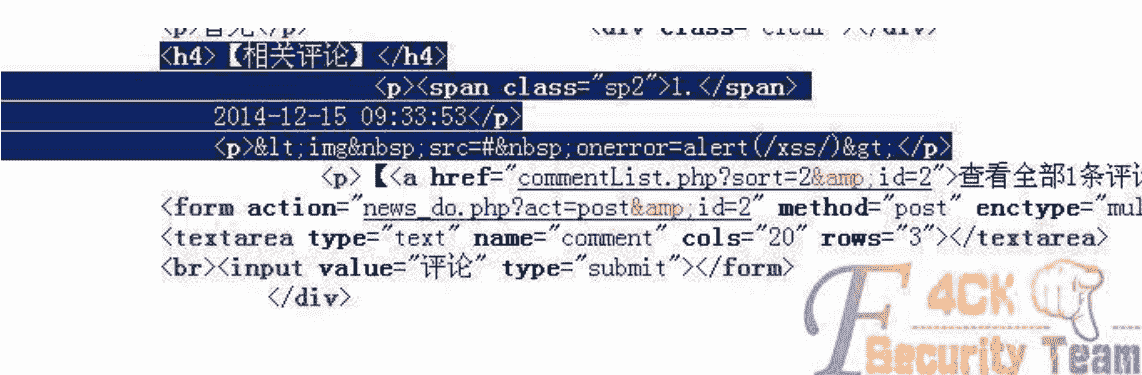 <h4>【相关评论】</h4>
<p><span class="sp2">1.</span>
2014-12-15 09:33:53</p>
<p>&lt;img&nbsp;src=#&nbsp;onerror=alert(/xss/)&gt;</p>
<p>【<a href="commentList.php?sort=2&amp;id=2">查看全部1条评论
<form action="news_do.php?act=post&amp;id=2" method="post" enctype="mul
<textarea type="text" name="comment" cols="20" rows="3"></textarea>
<br><input value="评论" type="submit"></form>
</div>
F4CK
Security Team